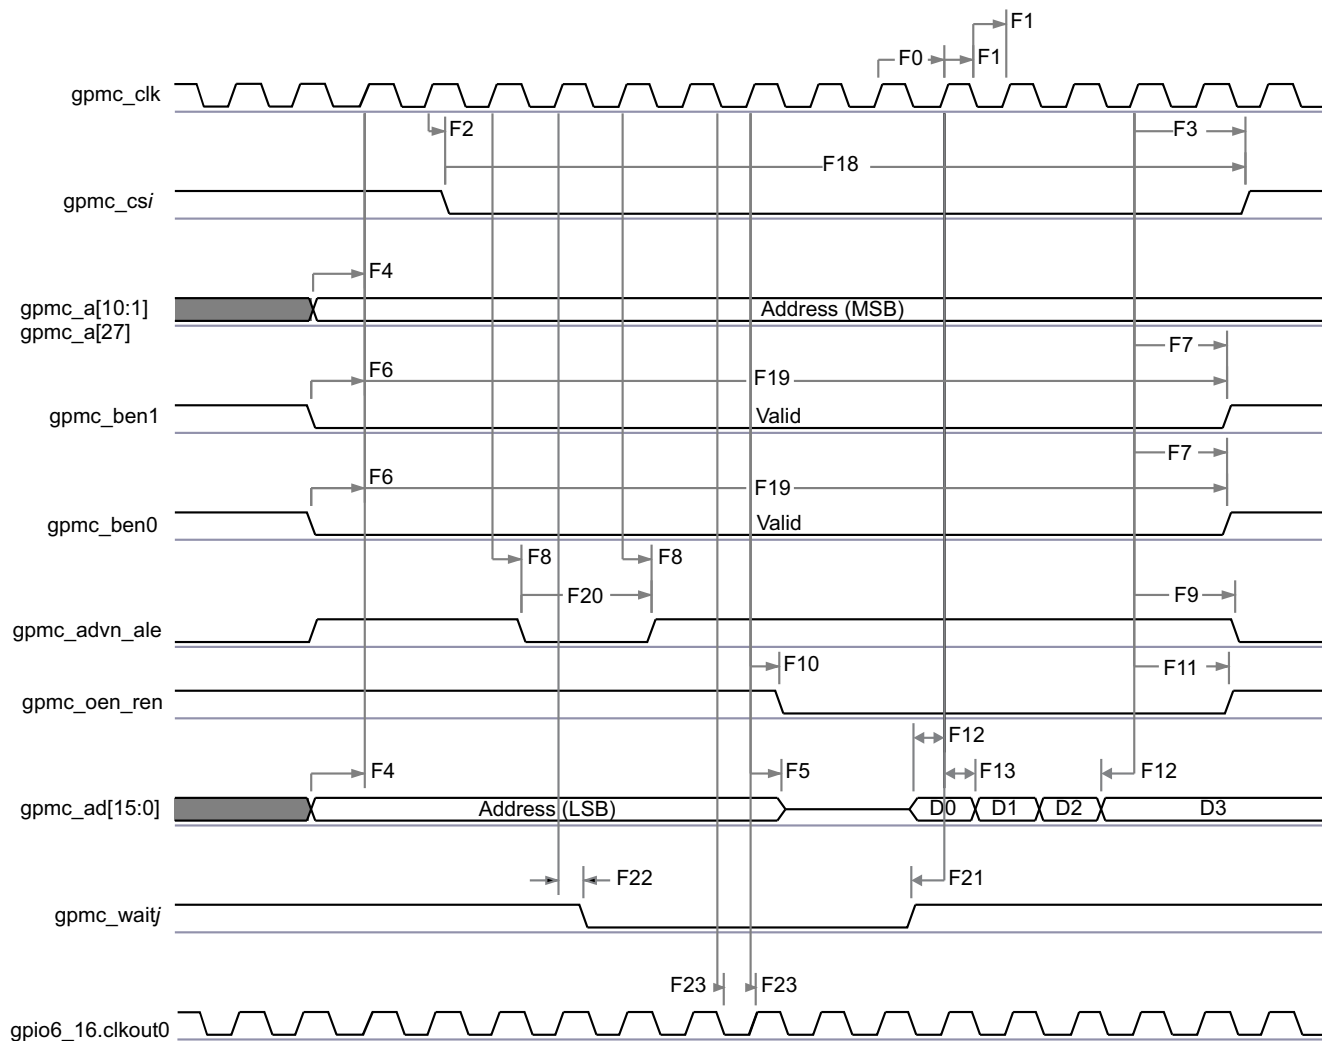 F1
F0
F1
gpmc_clk
F2
F3
F18
gpmc_csi
F4
gpmc_a[10:1]
Address (MSB)
gpmc_a[27]
F7
F6
F19
gpmc_ben1
Valid
F7
F6
F19
gpmc_ben0
Valid
F8
F8
F20
F9
gpmc_advn_ale
F10
F11
gpmc_oen_ren
F12
F4
F5
F13
F12
gpmc_ad[15:0]
Address (LSB)
D0
D1
D2
D3
F22
F21
gpmc_waitj
F23
F23
gpio6_16.clkout0